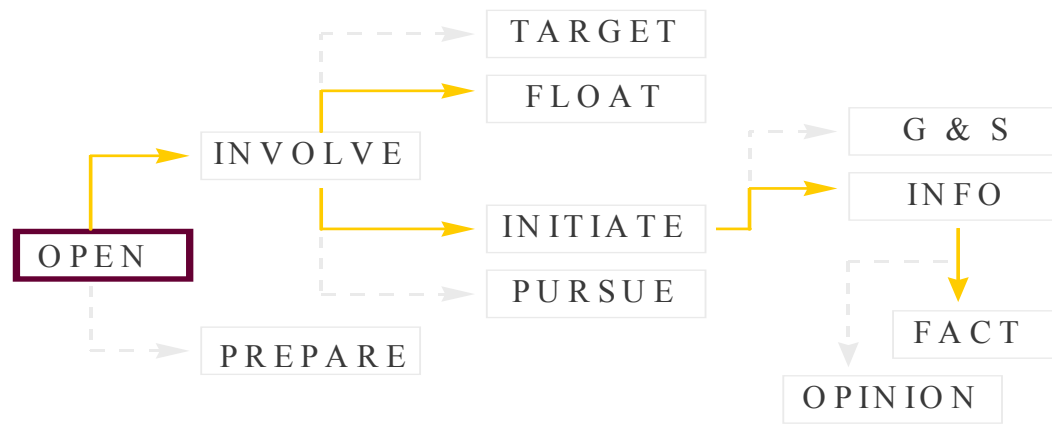 TARGET
FLOAT
G & S
INVOLVE
INFO
INITIATE
OPEN
PURSUE
FACT
PREPARE
OPINION